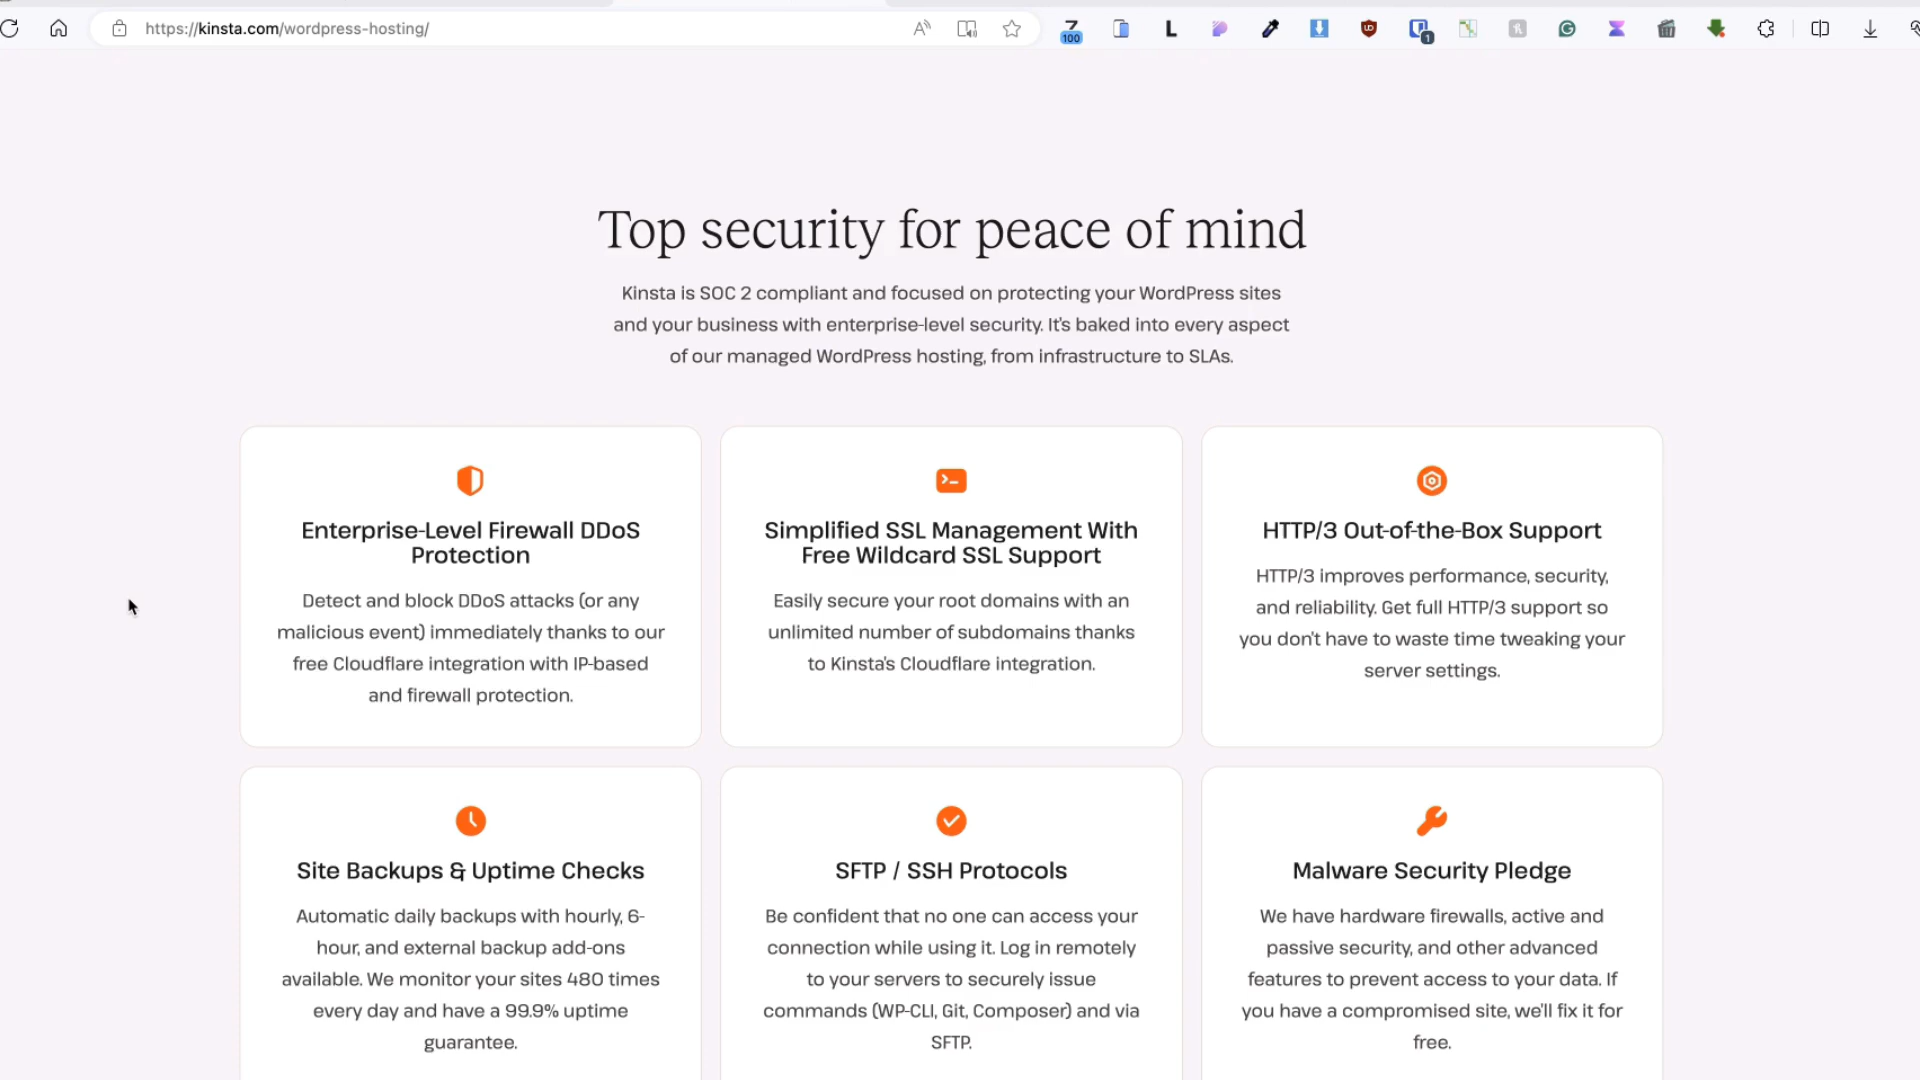 https://kinsta.com/wordpress-hosting/
100
L
1
Top security for peace of mind
Kinsta is SOC 2 compliant and focused on protecting your WordPress sites
and your business with enterprise-level security. It's baked into every aspect
of our managed WordPress hosting, from infrastructure to SLAs.
Enterprise-Level Firewall DDoS
Protection
Detect and block DDoS attacks (or any
malicious event) immediately thanks to our
free Cloudflare integration with IP-based
and firewall protection.
Simplified SSL Management With
Free Wildcard SSL Support
Easily secure your root domains with an
unlimited number of subdomains thanks
to Kinsta's Cloudflare integration.
HTTP/3 Out-of-the-Box Support
HTTP/3 improves performance, security,
and reliability. Get full HTTP/3 support so
you don't have to waste time tweaking your
server settings.
Site Backups & Uptime Checks
Automatic daily backups with hourly, 6-
hour, and external backup add-ons
available. We monitor your sites 480 times
every day and have a 99.9% uptime
guarantee.
SFTP / SSH Protocols
Be confident that no one can access your
connection while using it. Log in remotely
to your servers to securely issue
commands (WP-CLI, Git, Composer) and via
SFTP.
Malware Security Pledge
We have hardware firewalls, active and
passive security, and other advanced
features to prevent access to your data. If
you have a compromised site, we'll fix it for
free.